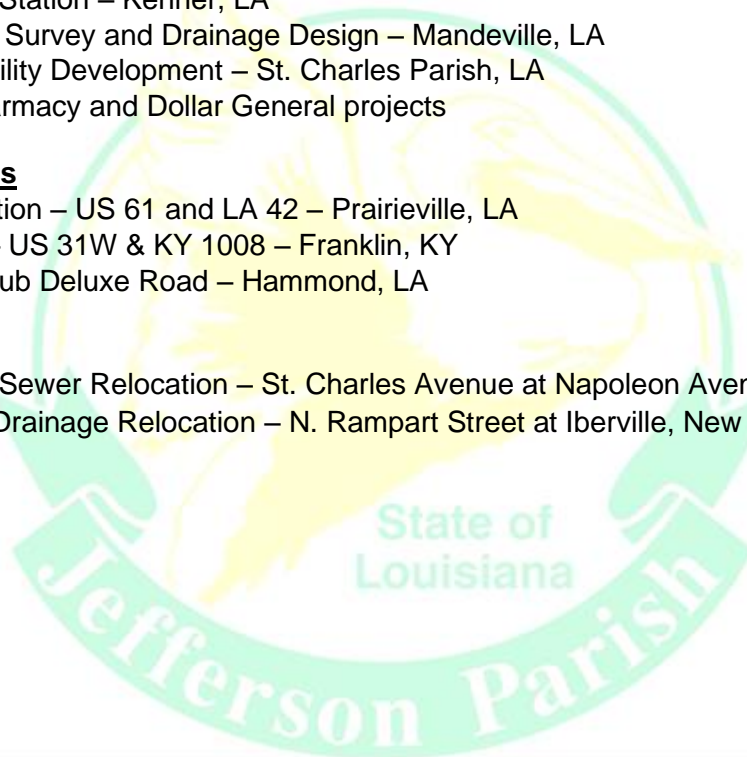 Station – Kenner, LA
Survey and Drainage Design – Mandeville, LA
ility Development – St. Charles Parish, LA
armacy and Dollar General projects
s
tion – US 61 and LA 42 – Prairieville, LA
– US 31W & KY 1008 – Franklin, KY
ub Deluxe Road – Hammond, LA
Sewer Relocation – St. Charles Avenue at Napoleon Aven
Drainage Relocation – N. Rampart Street at Iberville, New
State of
Louisiana
Jefferson Parish